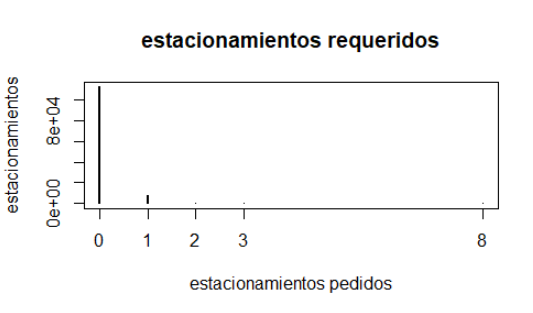 estacionamientos requeridos
estacionamientos
8e+04
0e+00
0 1 2 3 8
estacionamientos pedidos